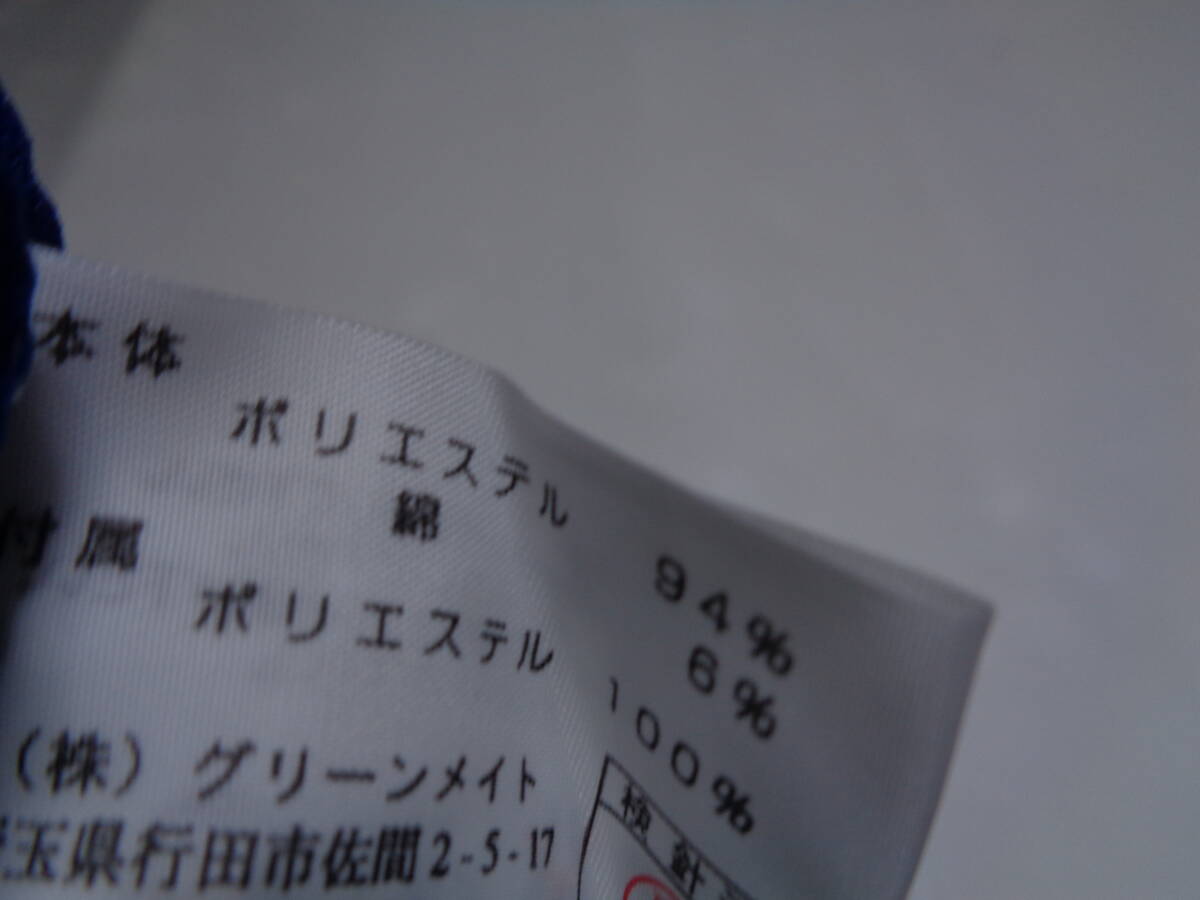 本体
ポリエステル 94%
綿 6%
付属
ポリエステル 100%
(株)グリーンメイト
玉県行田市佐間2-5-17
検針